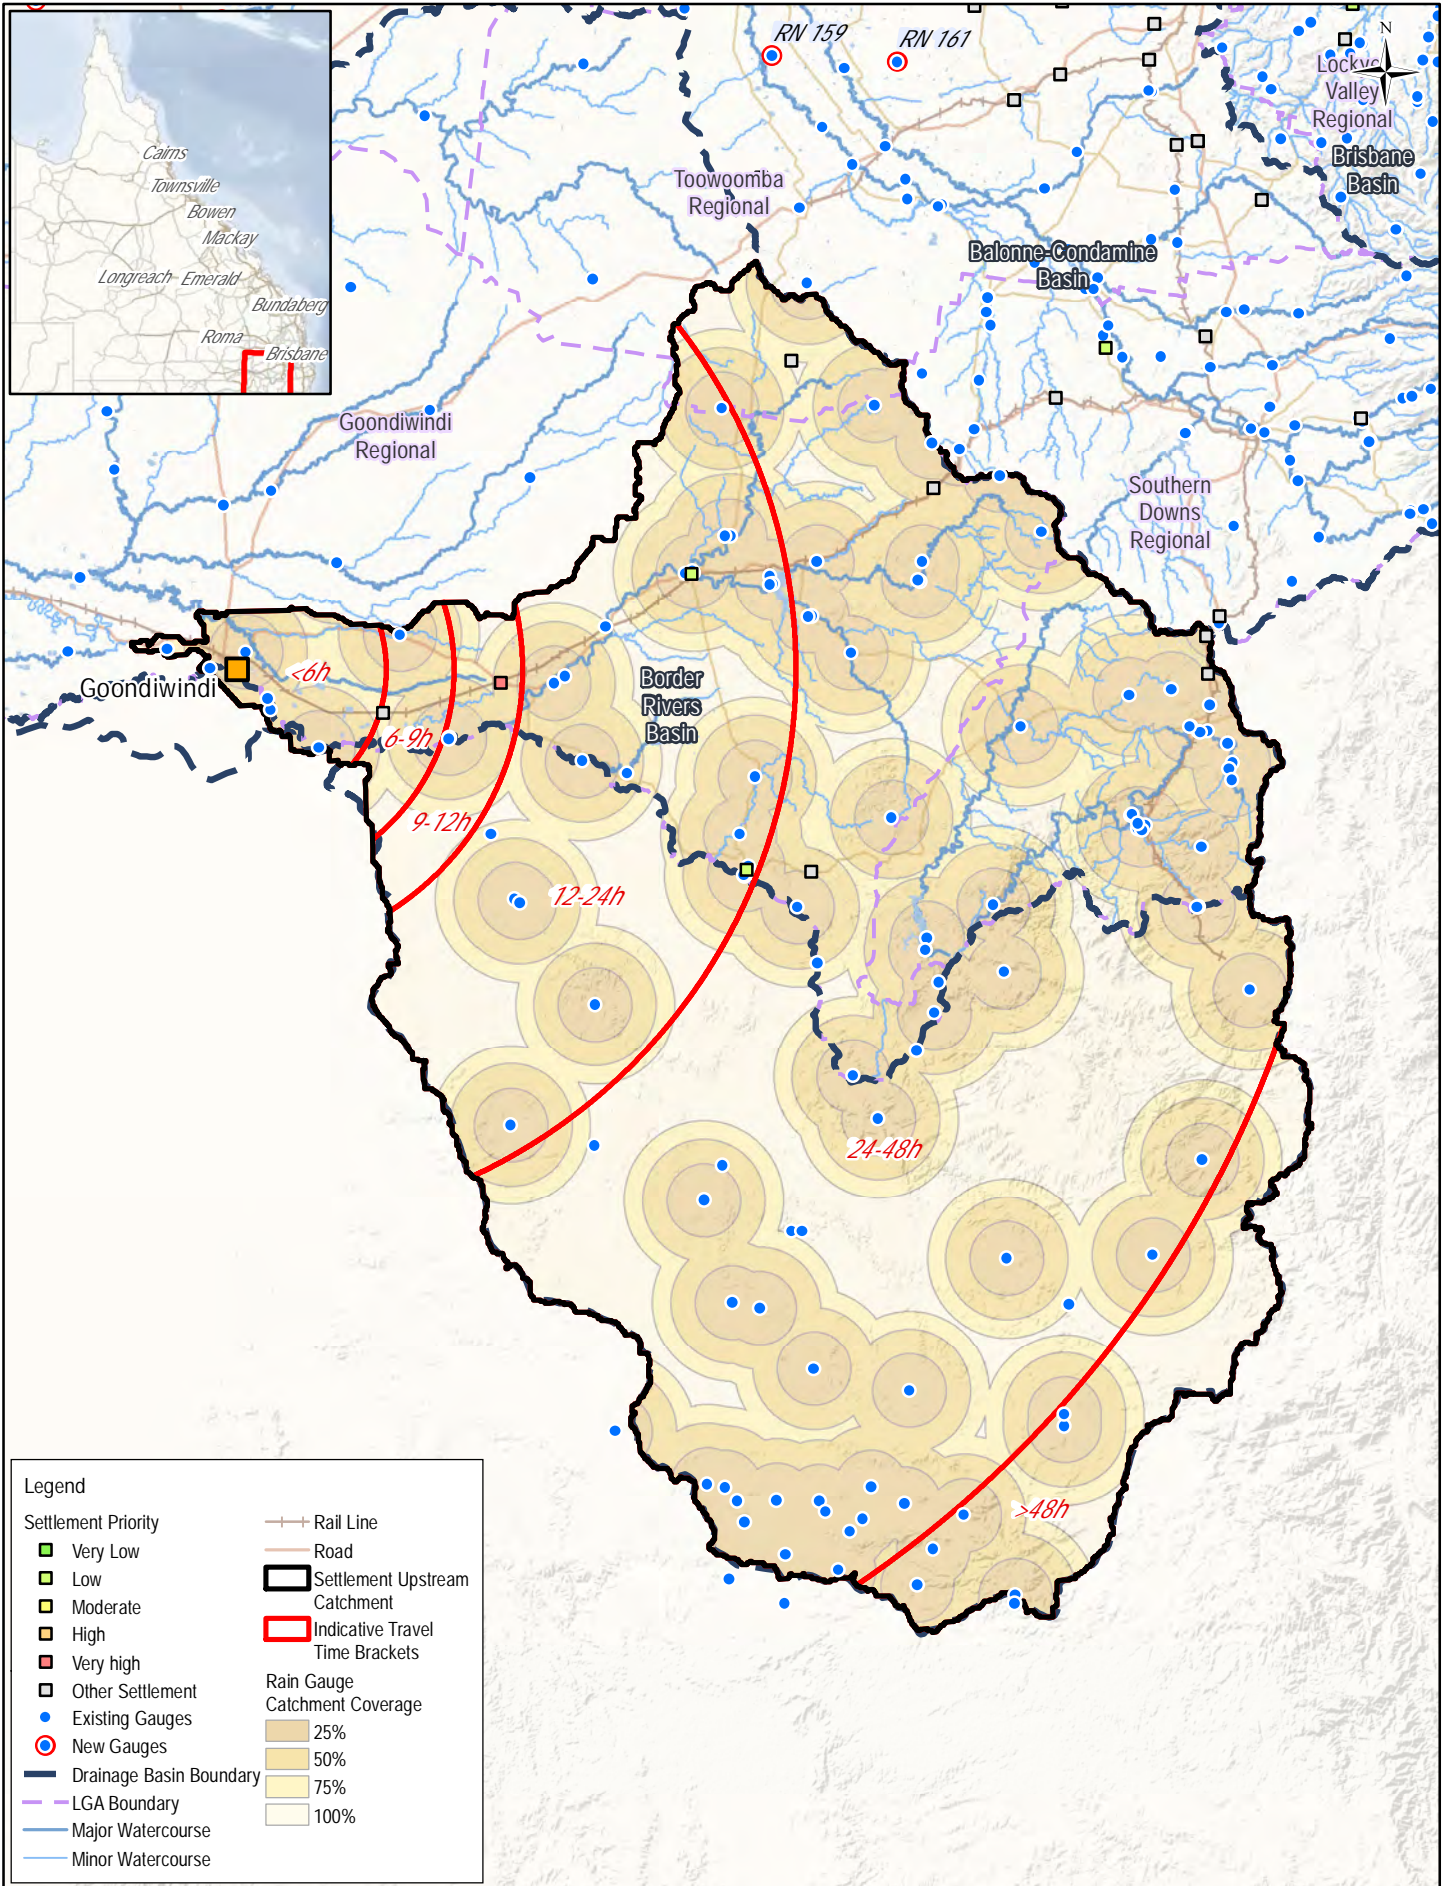 Cairns
Townsville
Bowen
Mackay
Longreach
Emerald
Bundaberg
Roma
Brisbane
RN 159
RN 161
N
Valley
Regional
Brisbane
Basin
Toowoomba
Regional
Balonne-Condamine
Basin
Goondiwindi
Regional
Southern
Downs
Regional
<6h
Goondiwindi
6-9h
Border
Rivers
Basin
9-12h
12-24h
24-48h
>48h
Legend
Settlement Priority
Very Low
Low
Moderate
High
Very high
Other Settlement
Existing Gauges
New Gauges
Drainage Basin Boundary
LGA Boundary
Major Watercourse
Minor Watercourse
Rail Line
Road
Settlement Upstream
Catchment
Indicative Travel
Time Brackets
Rain Gauge
Catchment Coverage
25%
50%
75%
100%